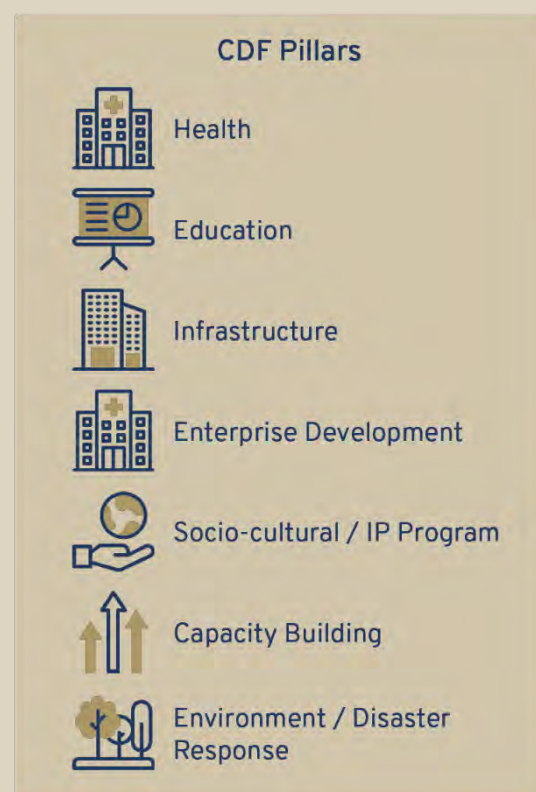 CDF Pillars
Health
Education
Infrastructure
Enterprise Development
Socio-cultural / IP Program
Capacity Building
Environment / Disaster
Response